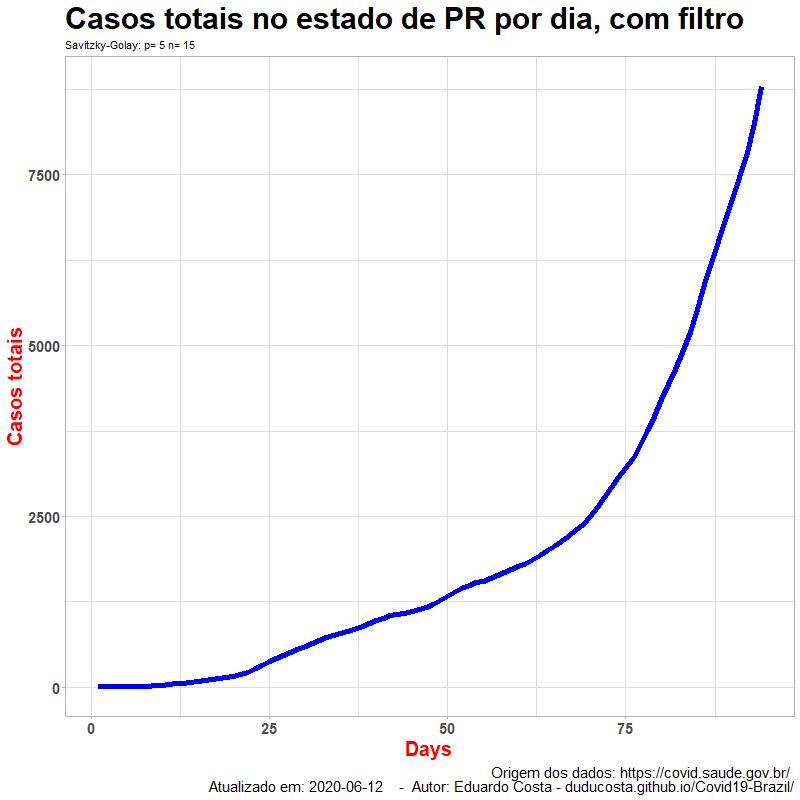 Casos totais no estado de PR por dia, com filtro
Savitzky-Golay: p= 5 n= 15
Casos totais
7500
5000
2500
0
0 25 50 75
Days
Origem dos dados: https://covid.saude.gov.br/
Atualizado em: 2020-06-12 - Autor: Eduardo Costa - duducosta.github.io/Covid19-Brazil/